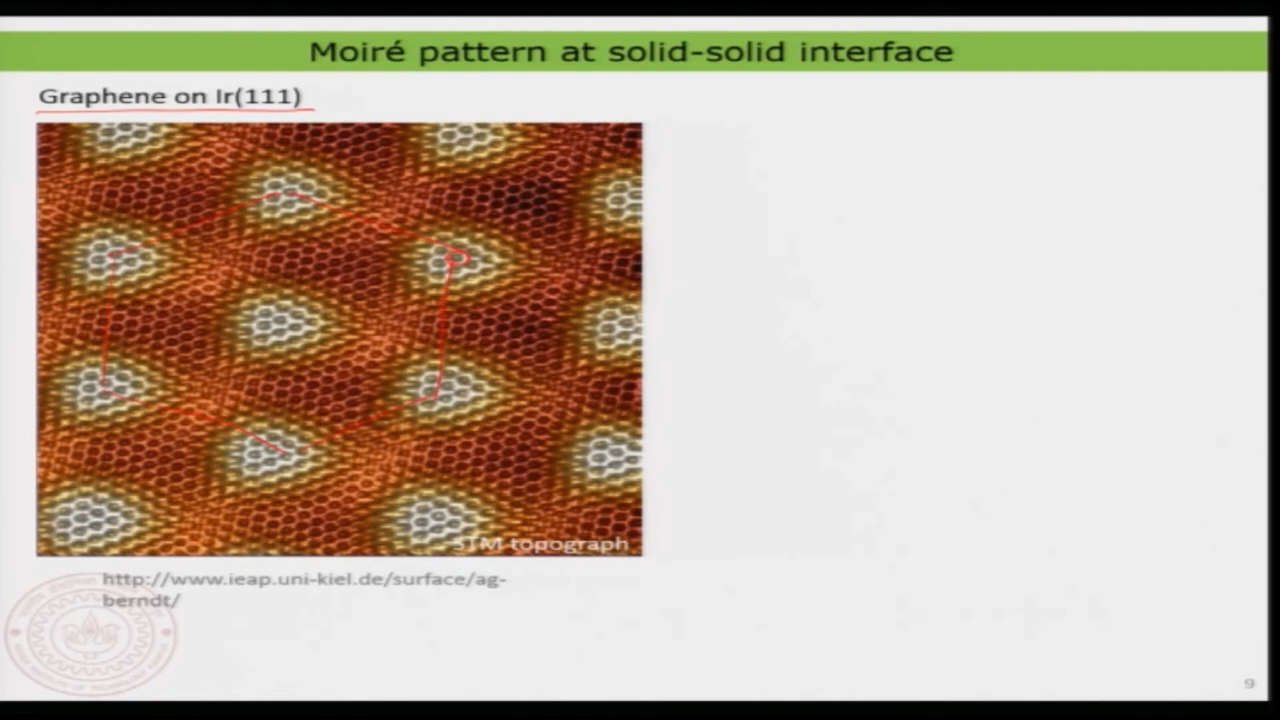 Moiré pattern at solid-solid interface
Graphene on Ir(111)
STM topograph
http://www.ieap.uni-kiel.de/surface/ag-
berndt/
9